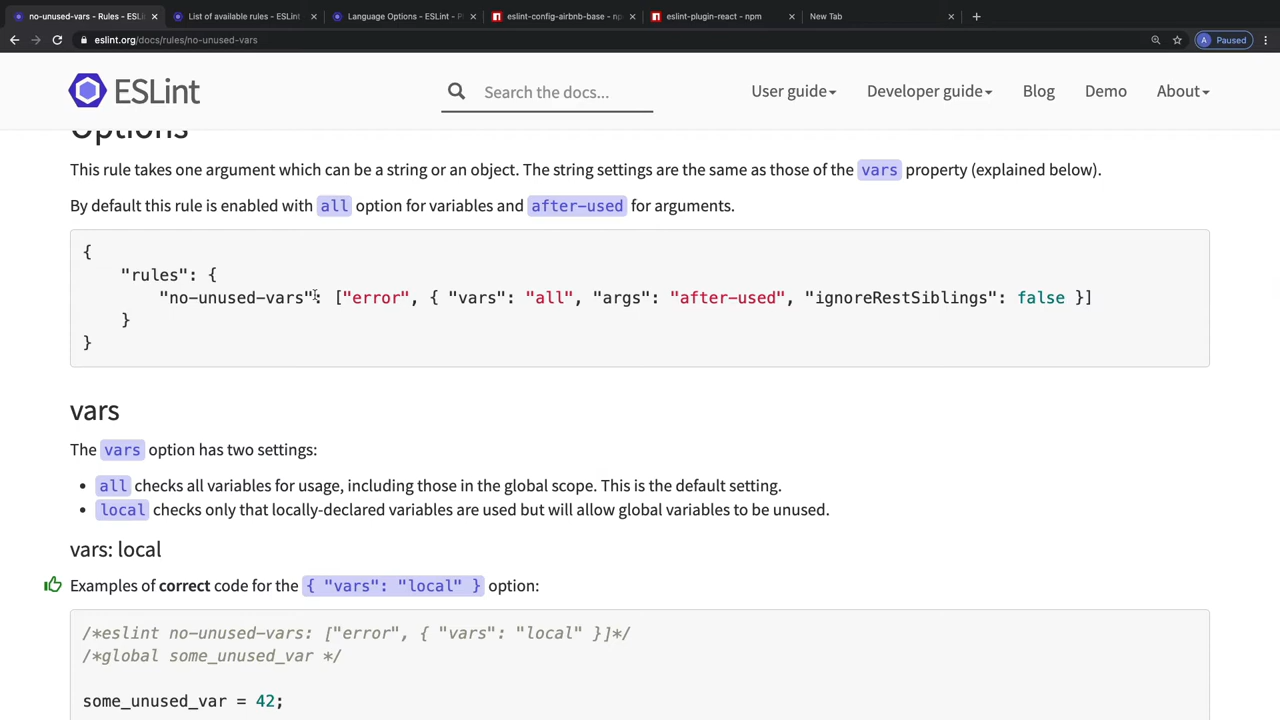 no-unused-vars - Rules - ESLi
List of available rules - ESLint
Language Options - ESLint - P
eslint-config-airbnb-base - np
eslint-plugin-react - npm
New Tab
eslint.org/docs/rules/no-unused-vars
A Paused
ESLint
Search the docs...
User guide
Developer guide
Blog
Demo
About
Options
This rule takes one argument which can be a string or an object. The string settings are the same as those of the vars property (explained below).
By default this rule is enabled with all option for variables and after-used for arguments.
{
"rules": {
"no-unused-vars": ["error", { "vars": "all", "args": "after-used", "ignoreRestSiblings": false }]
}
}
vars
The vars option has two settings:
• all checks all variables for usage, including those in the global scope. This is the default setting.
• local checks only that locally-declared variables are used but will allow global variables to be unused.
vars: local
Examples of correct code for the { "vars": "local" } option:
/*eslint no-unused-vars: ["error", { "vars": "local" }]*/
/*global some_unused_var */
some_unused_var = 42;